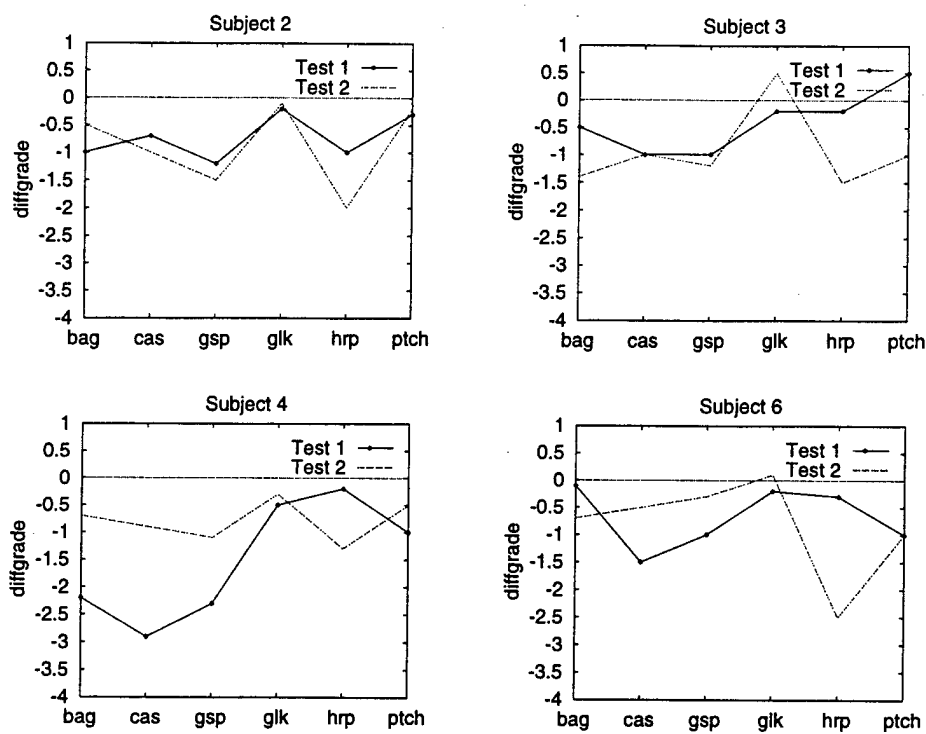 Subject 2
1
0.5
0
-0.5
-1
-1.5
-2
-2.5
-3
-3.5
-4
diffgrade
Test 1
Test 2
bag cas gsp glk hrp ptch
Subject 3
1
0.5
0
-0.5
-1
-1.5
-2
-2.5
-3
-3.5
-4
diffgrade
Test 1
Test 2
bag cas gsp glk hrp ptch
Subject 4
1
0.5
0
-0.5
-1
-1.5
-2
-2.5
-3
-3.5
-4
diffgrade
Test 1
Test 2
bag cas gsp glk hrp ptch
Subject 6
1
0.5
0
-0.5
-1
-1.5
-2
-2.5
-3
-3.5
-4
diffgrade
Test 1
Test 2
bag cas gsp glk hrp ptch